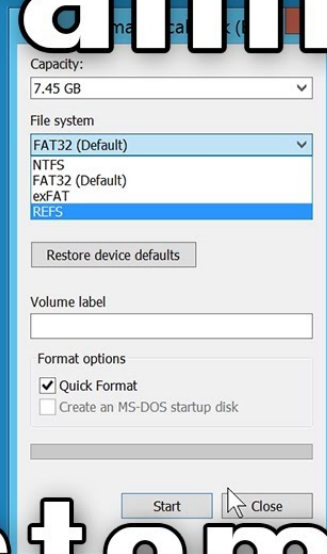 Capacity:
7.45 GB
File system
FAT32 (Default)
NTFS
FAT32 (Default)
exFAT
REFS
Restore device defaults
Volume label
Format options
Quick Format
Create an MS-DOS startup disk
Start Close